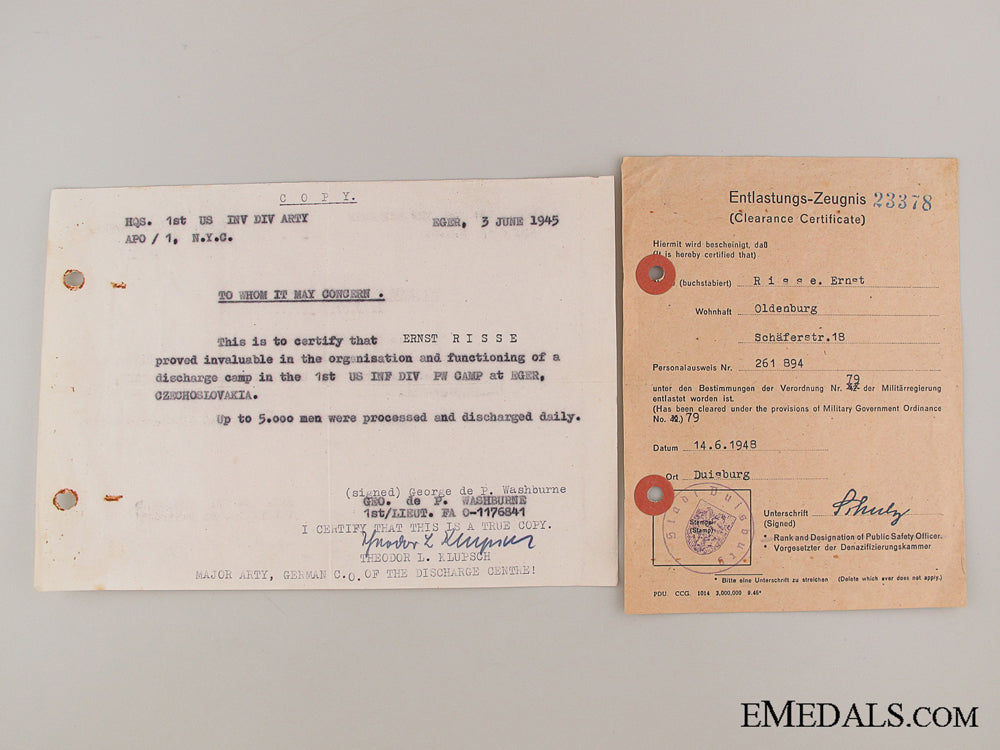 C O P Y.
HQS. 1st US INV DIV ARTY
EGER, 3 JUNE 1945
APO / 1, N.Y.C.
TO WHOM IT MAY CONCERN .
This is to certify that ERNST R I S S E
proved invaluable in the organisation and functioning of a
discharge camp in the 1st US INF DIV PW CAMP at EGER,
CZECHOSLOVAKIA.
Up to 5.000 men were processed and discharged daily.
(signed) George de P. Washburne
GEO. de P. WASHBURNE
1st/LIEUT. FA O-1176841
I CERTIFY THAT THIS IS A TRUE COPY.
Theodor L Klupsch
THEODOR L. KLUPSCH
MAJOR ARTY, GERMAN C.O. OF THE DISCHARGE CENTRE!
Entlastungs-Zeugnis 23378
(Clearance Certificate)
Hiermit wird bescheinigt, daß
(It is hereby certified that)
(buchstabiert) R i s s e. Ernst
Wohnhaft Oldenburg
Schäferstr.18
Personalausweis Nr. 261 894
79
unter den Bestimmungen der Verordnung Nr. der Militärregierung
entlastet worden ist.
(Has been cleared under the provisions of Military Government Ordinance
No. .) 79
Datum 14.6.1948
Ort Duisburg
Stadt Duisburg
Stempel
(Stamp)
Unterschrift Schulz
(Signed)
* Rank and Designation of Public Safety Officer.
* Vorgesetzter der Denazifizierungskammer
* Bitte eine Unterschrift zu streichen (Delete which ever does not apply.)
PDU. CCG. 1014 3,000,000 9.46*
EMEDALS.COM